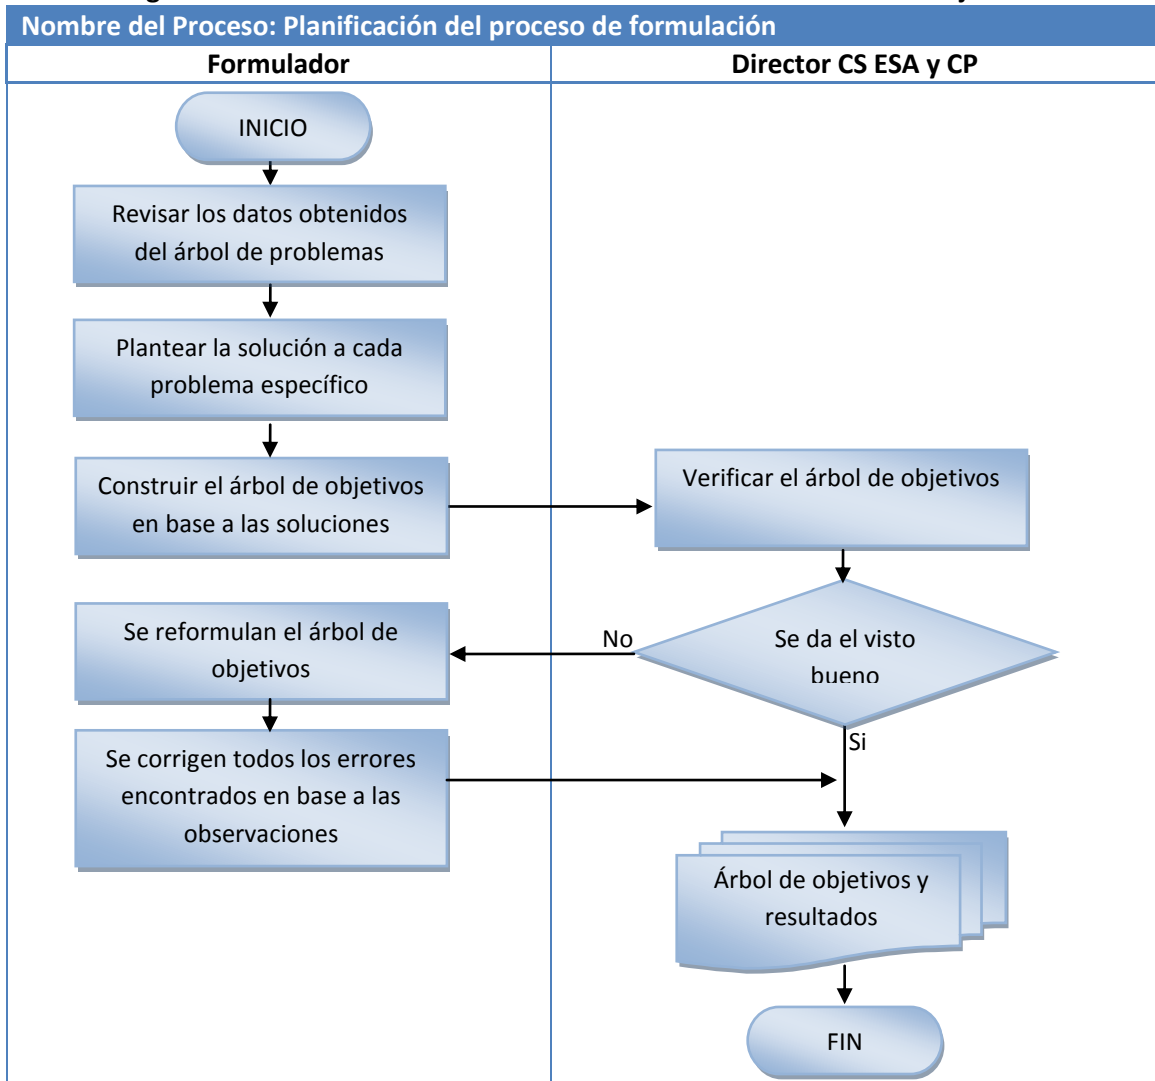 Nombre del Proceso: Planificación del proceso de formulación
Formulador
Director CS ESA y CP
INICIO
Revisar los datos obtenidos
del árbol de problemas
Plantear la solución a cada
problema específico
Construir el árbol de objetivos
en base a las soluciones
Verificar el árbol de objetivos
Se reformulan el árbol de
objetivos
No
Se da el visto
bueno
Si
Se corrigen todos los errores
encontrados en base a las
observaciones
Árbol de objetivos y
resultados
FIN